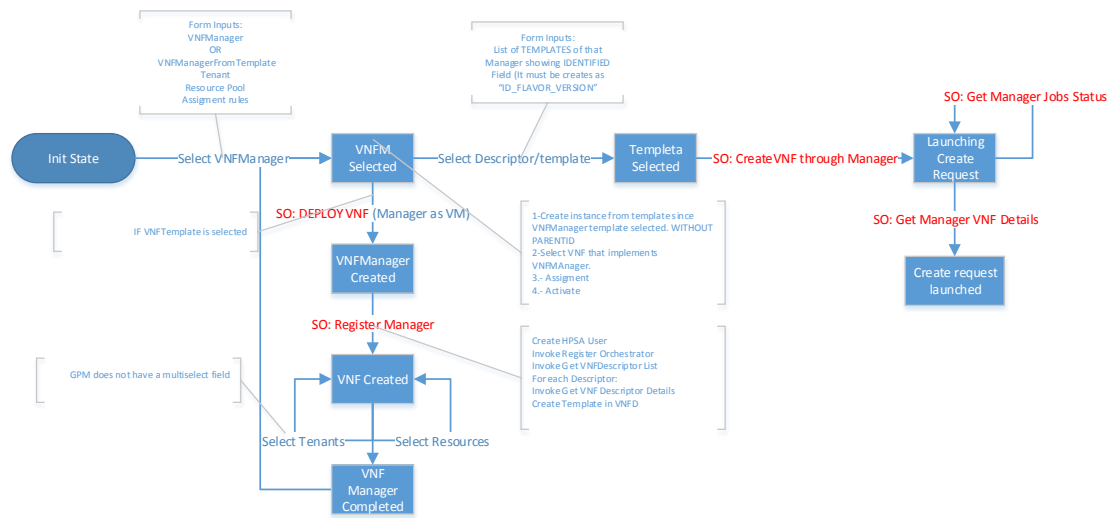 Form Inputs:
VNFManager
OR
VNFManagerFromTemplate
Tenant
Resource Pool
Assigment rules
Form Inputs:
List of TEMPLATES of that
Manager showing IDENTIFIED
Field (It must be creates as
"ID_FLAVOR_VERSION"
SO: Get Manager Jobs Status
Init State
Select VNFManager
VNFM
Selected
Select Descriptor/template
Templeta
Selected
SO: CreateVNF through Manager
Launching
Create
Request
IF VNFTemplate is selected
SO: DEPLOY VNF (Manager as VM)
1-Create instance from template since
VNFManager template selected. WITHOUT
PARENTID
2-Select VNF that implements
VNFMAnager.
3.- Assigment
4.- Activate
SO: Get Manager VNF Details
VNFManager
Created
Create request
launched
SO: Register Manager
Create HPSA User
Invoke Register Orchestrator
Invoke Get VNFDescriptor List
For each Descriptor:
Invoke Get VNF Descriptor Details
Create Template in VNFD
GPM does not have a multiselect field
VNF Created
Select Tenants
Select Resources
VNF
Manager
Completed